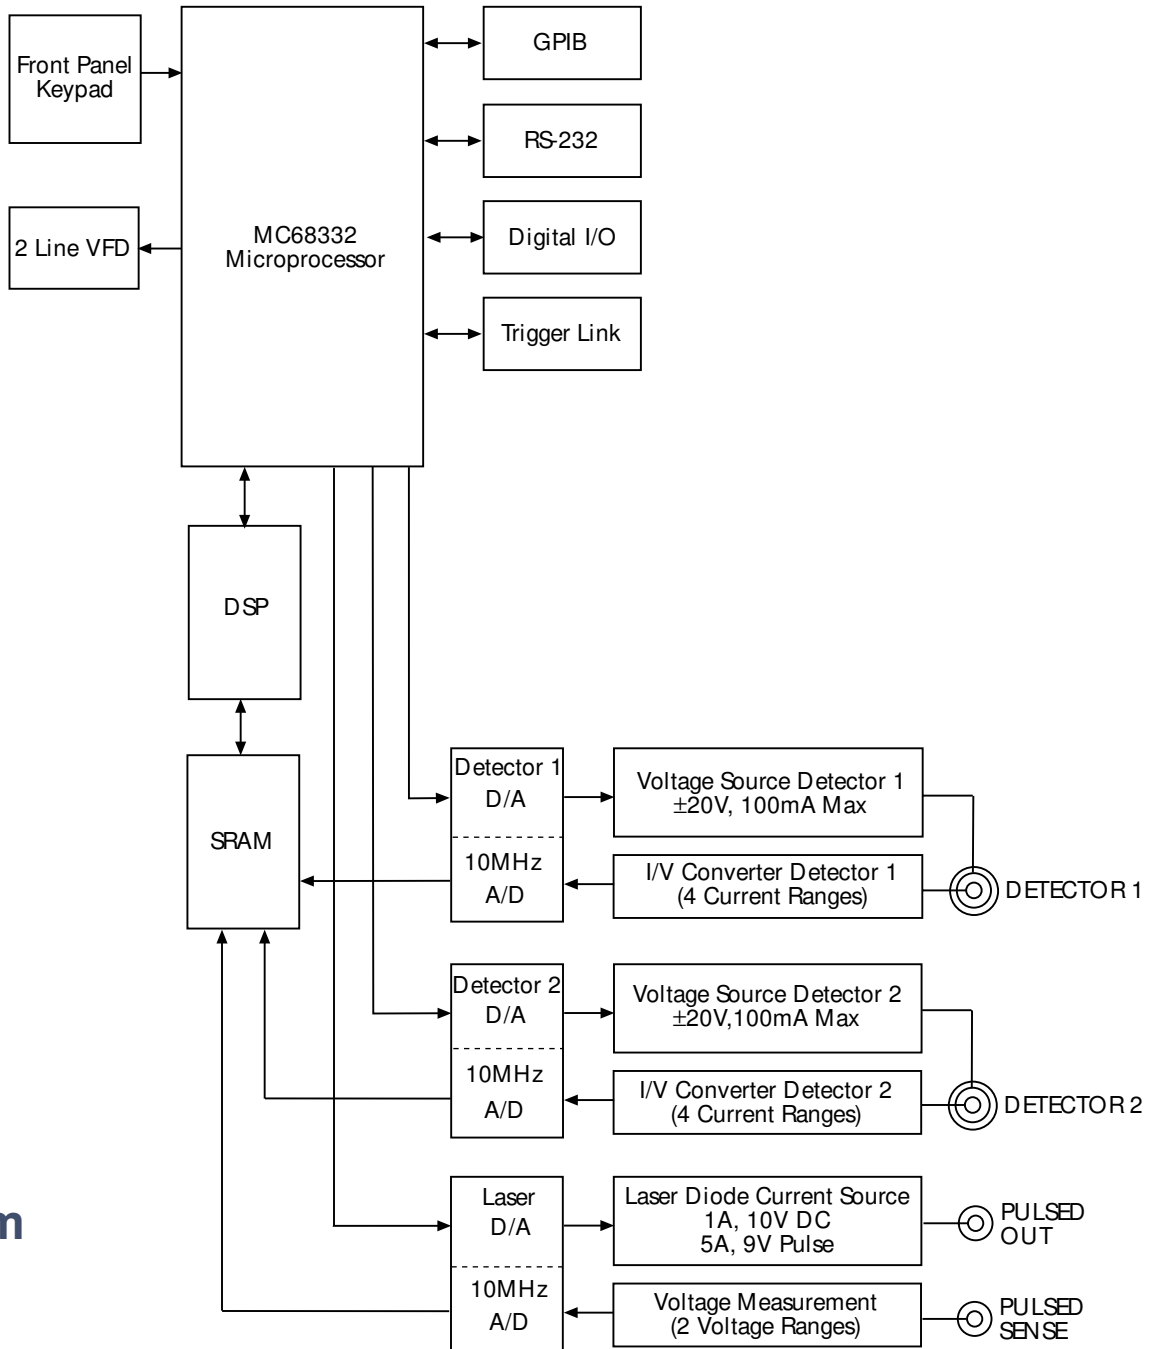 Front Panel
Keypad
2 Line VFD
MC68332
Microprocessor
GPIB
RS-232
Digital I/O
Trigger Link
DSP
SRAM
Detector 1
D/A
10MHz
A/D
Voltage Source Detector 1
±20V, 100mA Max
I/V Converter Detector 1
(4 Current Ranges)
DETECTOR 1
Detector 2
D/A
10MHz
A/D
Voltage Source Detector 2
±20V,100mA Max
I/V Converter Detector 2
(4 Current Ranges)
DETECTOR 2
m
Laser
D/A
10MHz
A/D
Laser Diode Current Source
1A, 10V DC
5A, 9V Pulse
Voltage Measurement
(2 Voltage Ranges)
PULSED
OUT
PULSED
SENSE